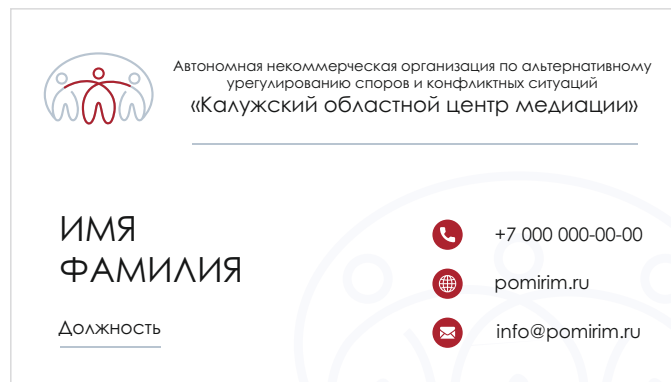 Автономная некоммерческая организация по альтернативному
урегулированию споров и конфликтных ситуаций
«Калужский областной центр медиации»
ИМЯ
ФАМИЛИЯ
Должность
+7 000 000-00-00
pomirim.ru
info@pomirim.ru